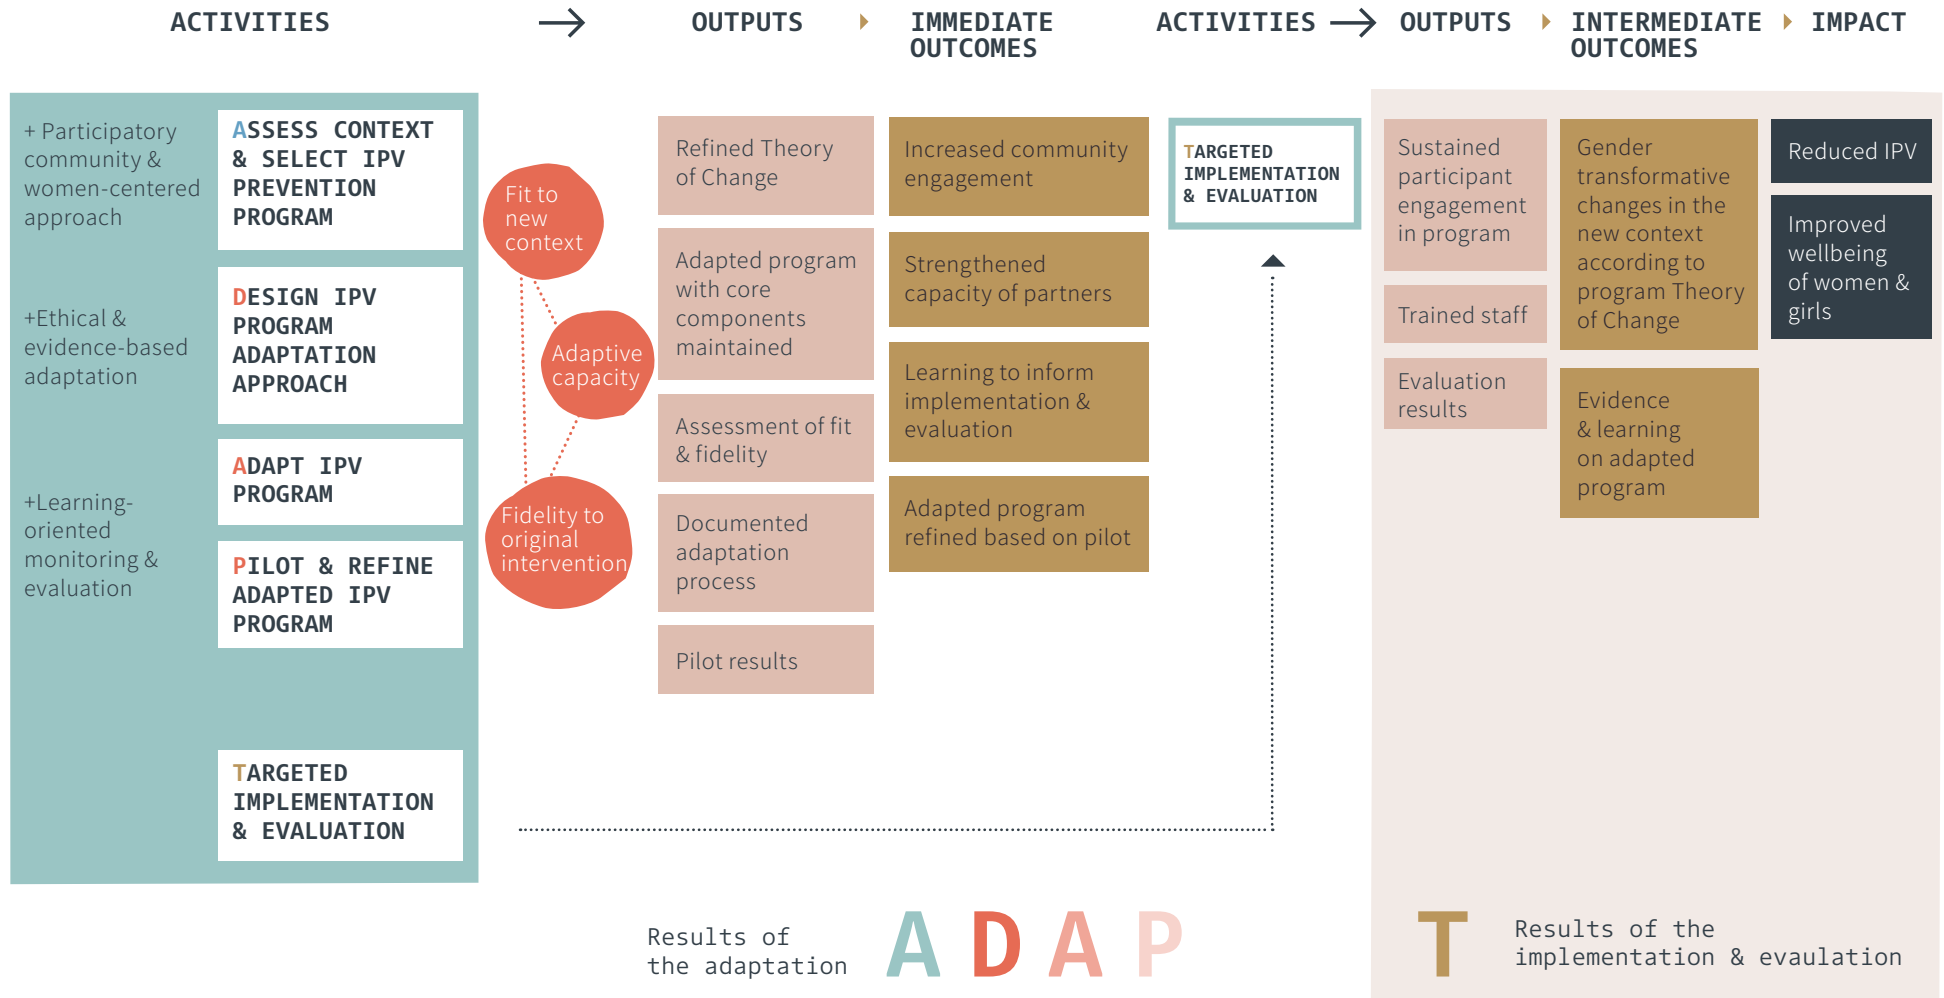 ACTIVITIES
OUTPUTS
IMMEDIATE
OUTCOMES
ACTIVITIES
OUTPUTS
INTERMEDIATE
OUTCOMES
IMPACT
+ Participatory
community &
women-centered
approach
+Ethical &
evidence-based
adaptation
+Learning-
oriented
monitoring &
evaluation
ASSESS CONTEXT
& SELECT IPV
PREVENTION
PROGRAM
DESIGN IPV
PROGRAM
ADAPTATION
APPROACH
ADAPT IPV
PROGRAM
PILOT & REFINE
ADAPTED IPV
PROGRAM
TARGETED
IMPLEMENTATION
& EVALUATION
Fit to
new
context
Adaptive
capacity
Fidelity to
original
intervention
Refined Theory
of Change
Adapted program
with core
components
maintained
Assessment of fit
& fidelity
Documented
adaptation
process
Pilot results
Increased community
engagement
Strengthened
capacity of partners
Learning to inform
implementation &
evaluation
Adapted program
refined based on pilot
TARGETED
IMPLEMENTATION
& EVALUATION
Sustained
participant
engagement
in program
Trained staff
Evaluation
results
Gender
transformative
changes in the
new context
according to
program Theory
of Change
Evidence
& learning
on adapted
program
Reduced IPV
Improved
wellbeing
of women &
girls
Results of
the adaptation
A D A P
T
Results of the
implementation & evaulation